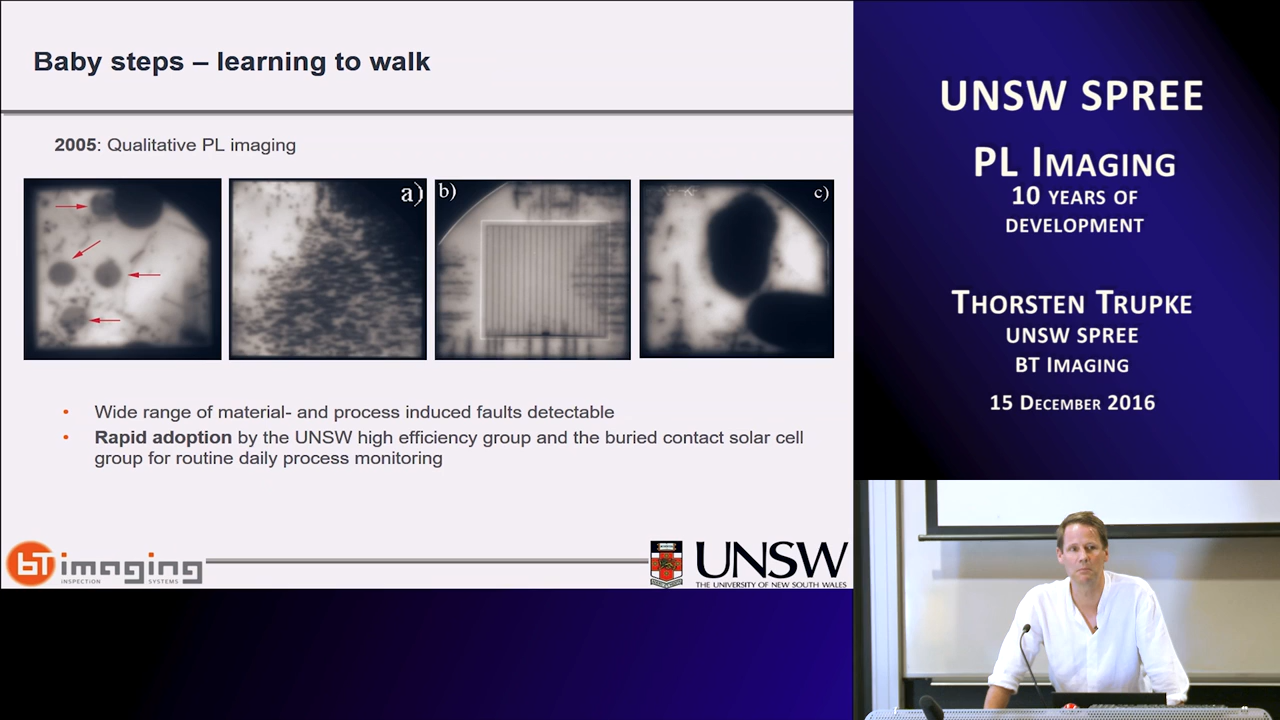 Baby steps – learning to walk
2005: Qualitative PL imaging
a)
b)
c)
• Wide range of material- and process induced faults detectable
• Rapid adoption by the UNSW high efficiency group and the buried contact solar cell
group for routine daily process monitoring
bT imaging
INSPECTION SYSTEMS
UNSW
THE UNIVERSITY OF NEW SOUTH WALES
UNSW SPREE
PL IMAGING
10 YEARS OF
DEVELOPMENT
THORSTEN TRUPKE
UNSW SPREE
BT IMAGING
15 DECEMBER 2016